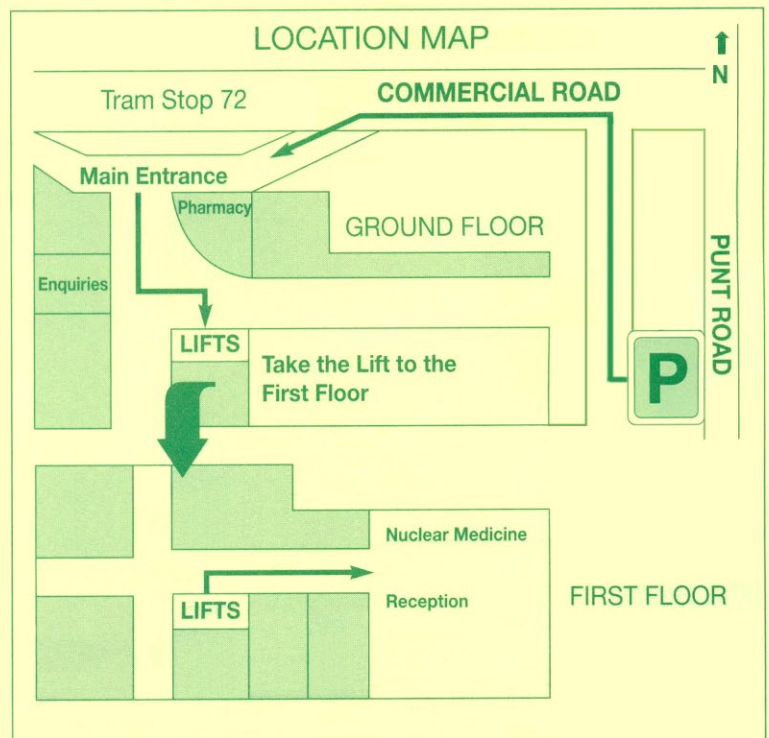 LOCATION MAP
N
Tram Stop 72
COMMERCIAL ROAD
Main Entrance
Pharmacy
GROUND FLOOR
Enquiries
PUNT ROAD
LIFTS
Take the Lift to the
First Floor
P
Nuclear Medicine
LIFTS
Reception
FIRST FLOOR